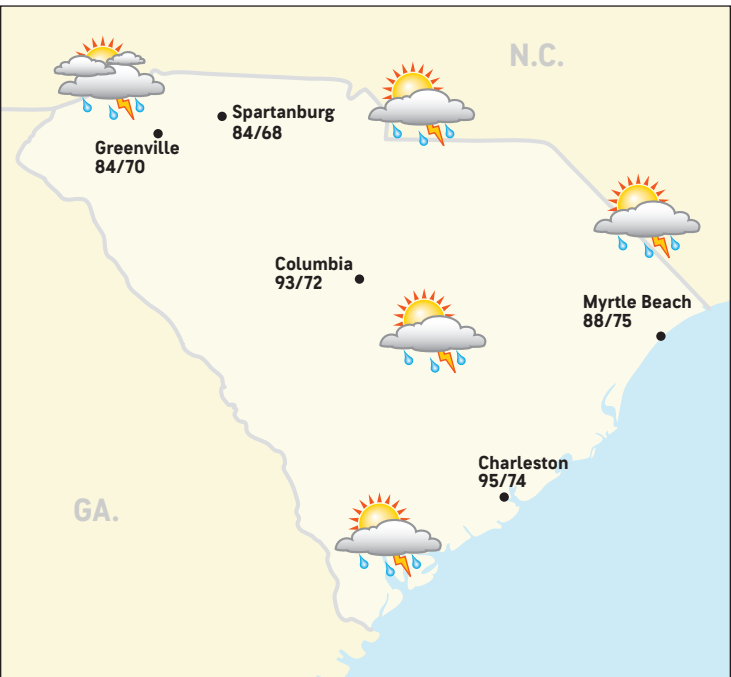 N.C.
Spartanburg
84/68
Greenville
84/70
Columbia
93/72
Myrtle Beach
88/75
Charleston
95/74
GA.